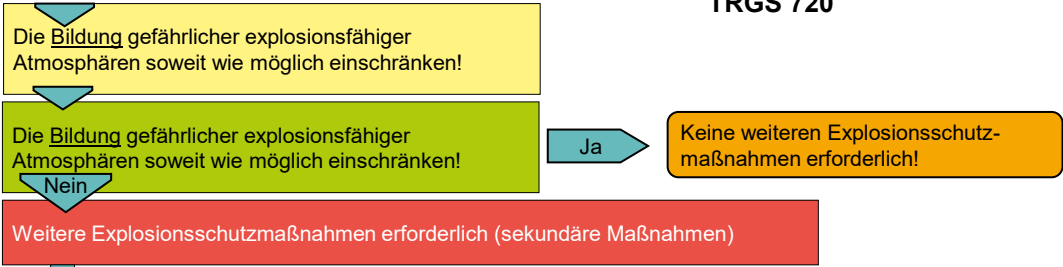 TRGS 720
Die Bildung gefährlicher explosionsfähiger
Atmosphären soweit wie möglich einschränken!
Die Bildung gefährlicher explosionsfähiger
Atmosphären soweit wie möglich einschränken!
Ja
Keine weiteren Explosionsschutz-
maßnahmen erforderlich!
Nein
Weitere Explosionsschutzmaßnahmen erforderlich (sekundäre Maßnahmen)